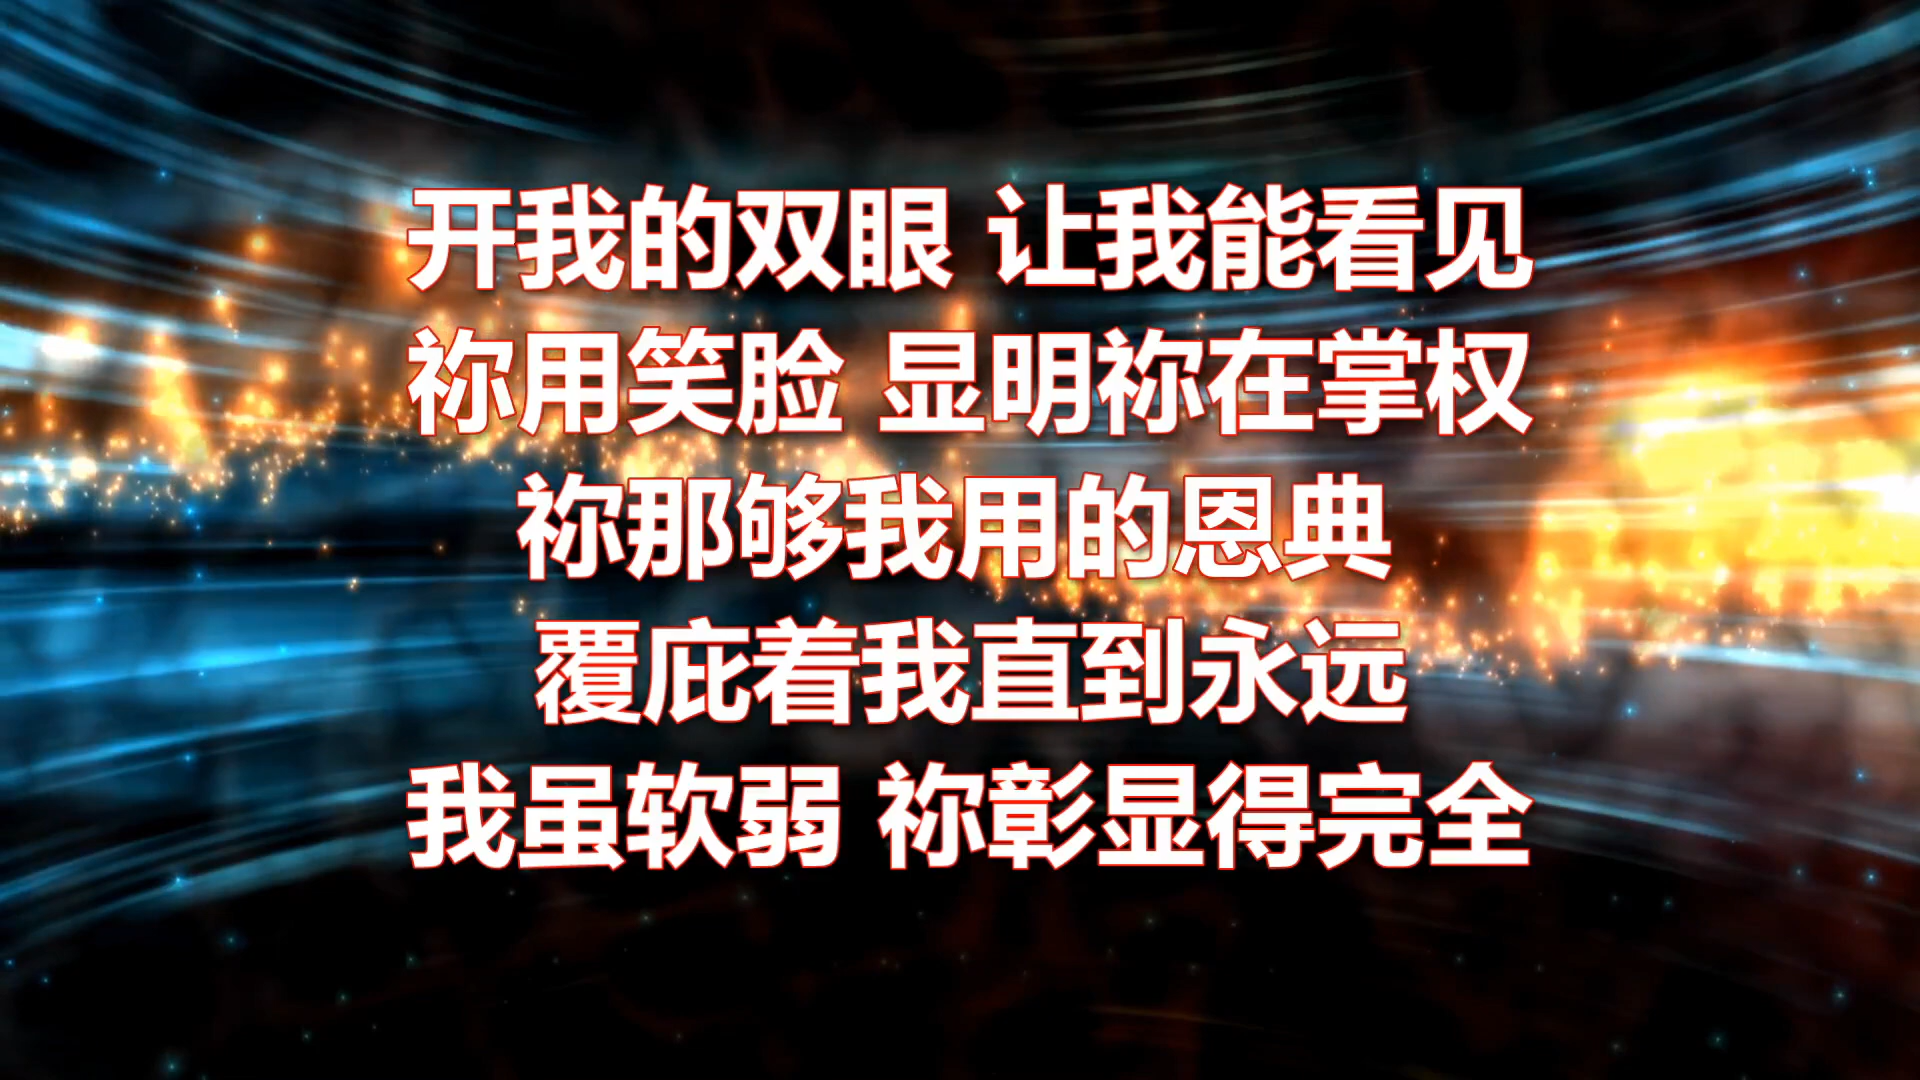 开我的双眼 让我能看见
祢用笑脸 显明祢在掌权
祢那够我用的恩典
覆庇着我直到永远
我虽软弱 祢彰显得完全